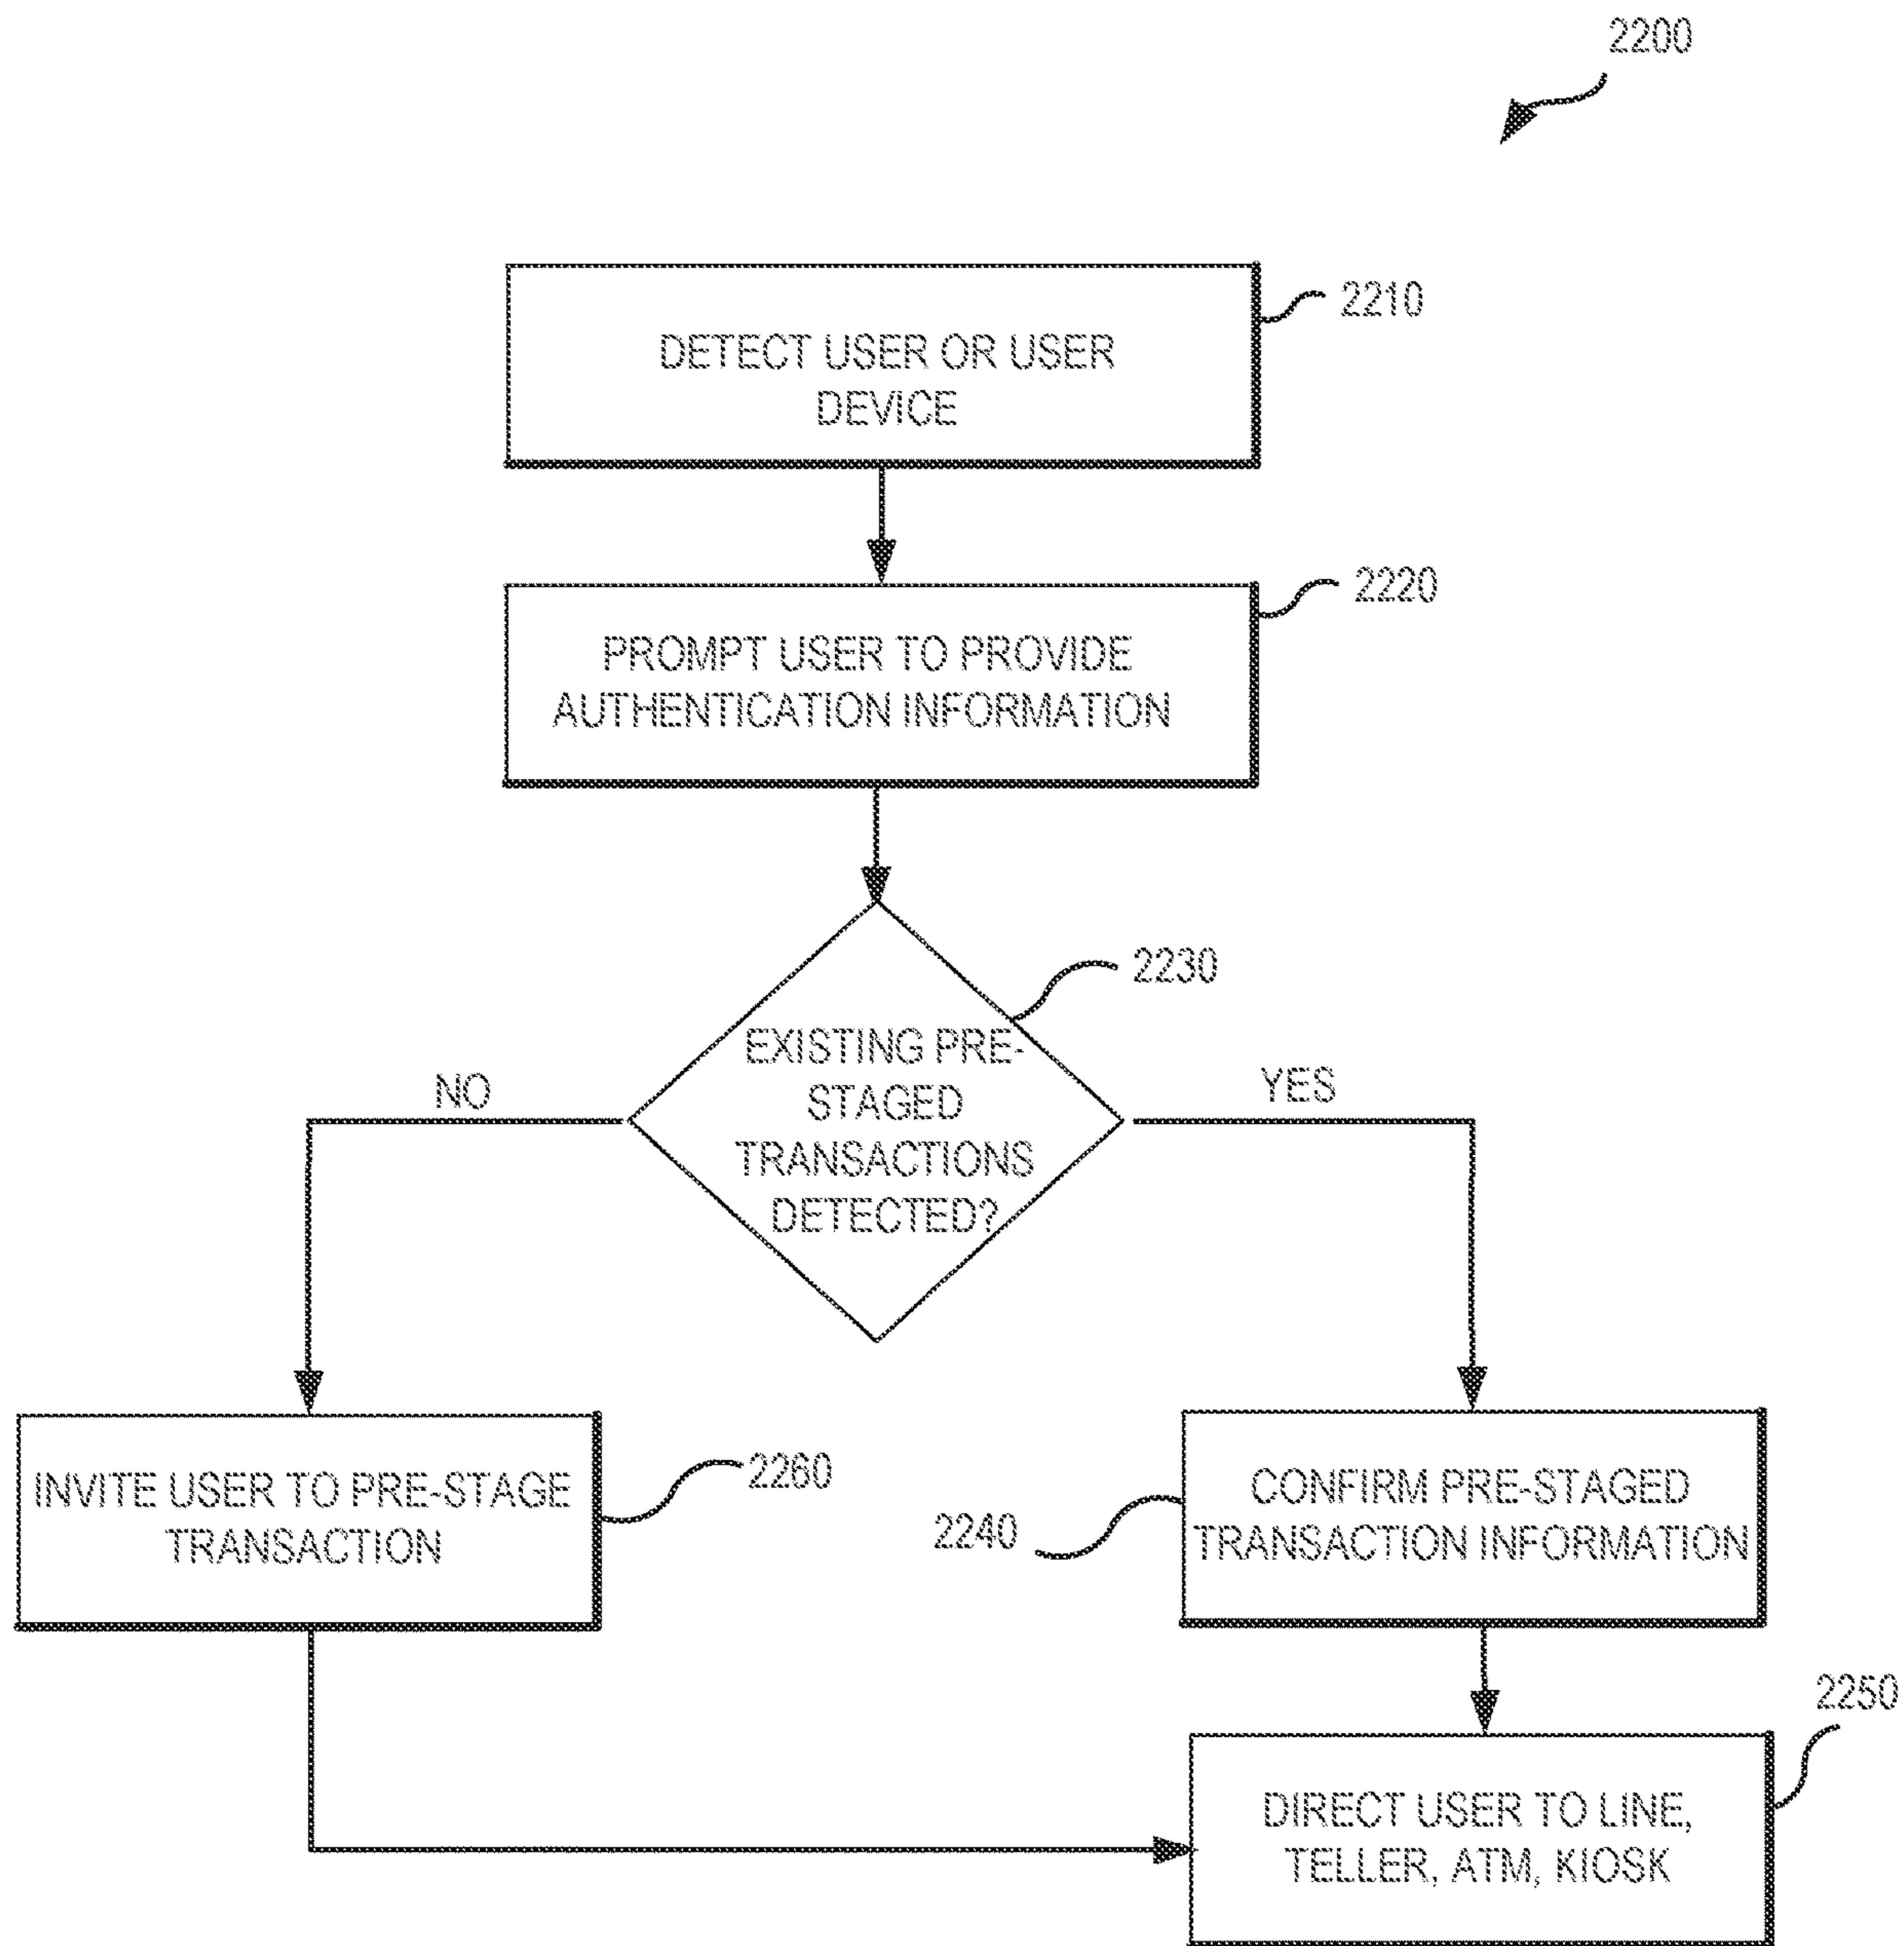 2200
DETECT USER OR USER
DEVICE
2210
PROMPT USER TO PROVIDE
AUTHENTICATION INFORMATION
2220
EXISTING PRE-
STAGED
TRANSACTIONS
DETECTED?
2230
NO
YES
INVITE USER TO PRE-STAGE
TRANSACTION
2260
2240
CONFIRM PRE-STAGED
TRANSACTION INFORMATION
2250
DIRECT USER TO LINE,
TELLER, ATM, KIOSK